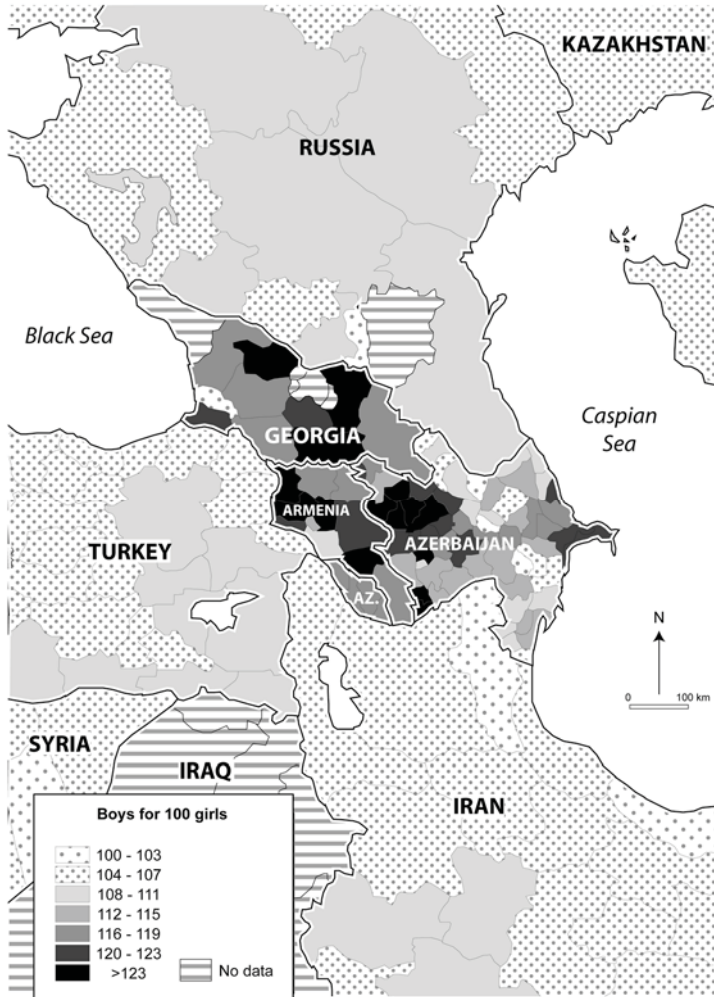 KAZAKHSTAN
RUSSIA
Black Sea
Caspian
Sea
GEORGIA
ARMENIA
AZERBAIJAN
TURKEY
AZ.
N
0 100 km
SYRIA
IRAQ
IRAN
Boys for 100 girls
100 - 103
104 - 107
108 - 111
112 - 115
116 - 119
120 - 123
>123
No data